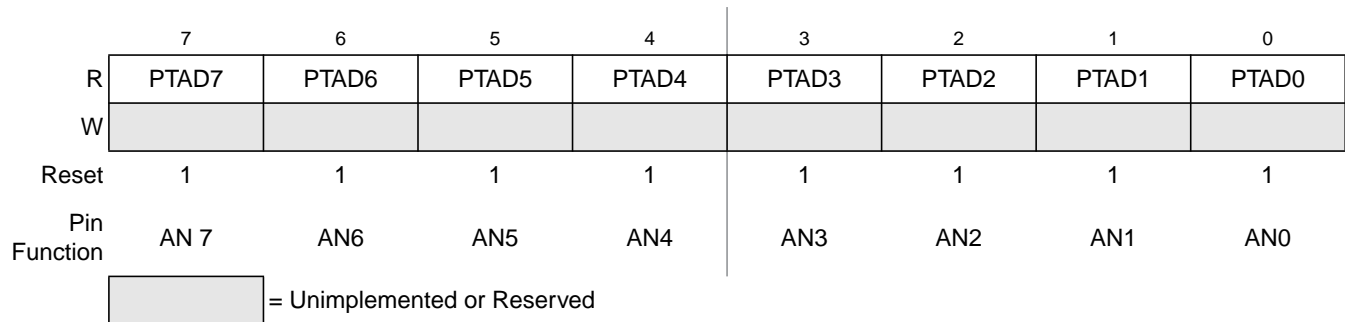 7 6 5 4 3 2 1 0
R PTAD7 PTAD6 PTAD5 PTAD4 PTAD3 PTAD2 PTAD1 PTAD0
W
Reset 1 1 1 1 1 1 1 1
Pin
Function AN 7 AN6 AN5 AN4 AN3 AN2 AN1 AN0
= Unimplemented or Reserved